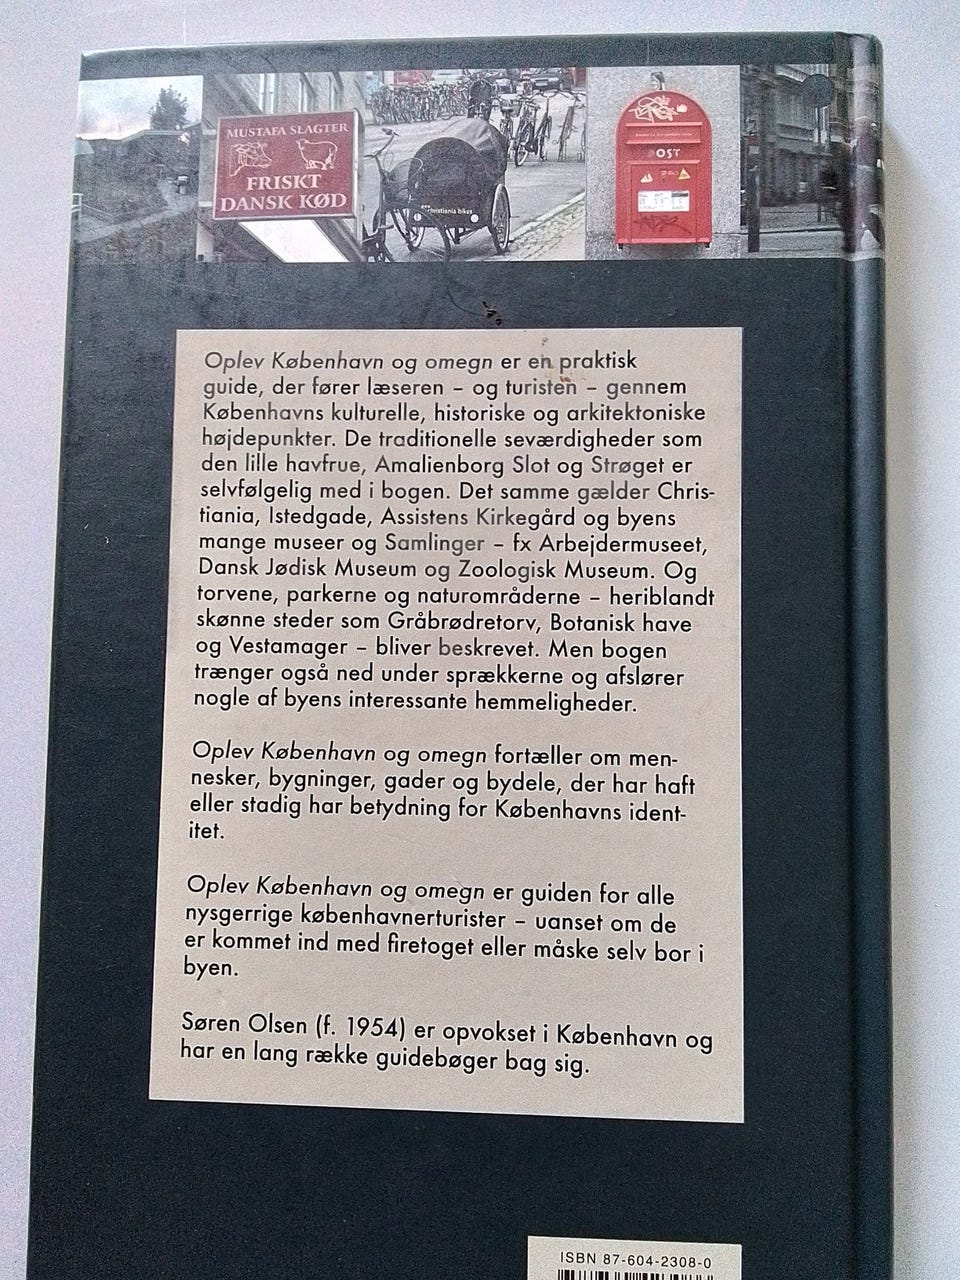 MUSTAFA SLAGTER
FRISKT
DANSK KØD
christiania bikes
POST
Oplev København og omegn er en praktisk
guide, der fører læseren – og turisten – gennem
Københavns kulturelle, historiske og arkitektoniske
højdepunkter. De traditionelle seværdigheder som
den lille havfrue, Amalienborg Slot og Strøget er
selvfølgelig med i bogen. Det samme gælder Chris-
tiania, Istedgade, Assistens Kirkegård og byens
mange museer og Samlinger – fx Arbejdermuseet,
Dansk Jødisk Museum og Zoologisk Museum. Og
torvene, parkerne og naturområderne – heriblandt
skønne steder som Gråbrødretorv, Botanisk have
og Vestamager – bliver beskrevet. Men bogen
trænger også ned under sprækkerne og afslører
nogle af byens interessante hemmeligheder.
Oplev København og omegn fortæller om men-
nesker, bygninger, gader og bydele, der har haft
eller stadig har betydning for Københavns ident-
itet.
Oplev København og omegn er guiden for alle
nysgerrige københavnerturister – uanset om de
er kommet ind med firetoget eller måske selv bor i
byen.
Søren Olsen (f. 1954) er opvokset i København og
har en lang række guidebøger bag sig.
ISBN 87-604-2308-0